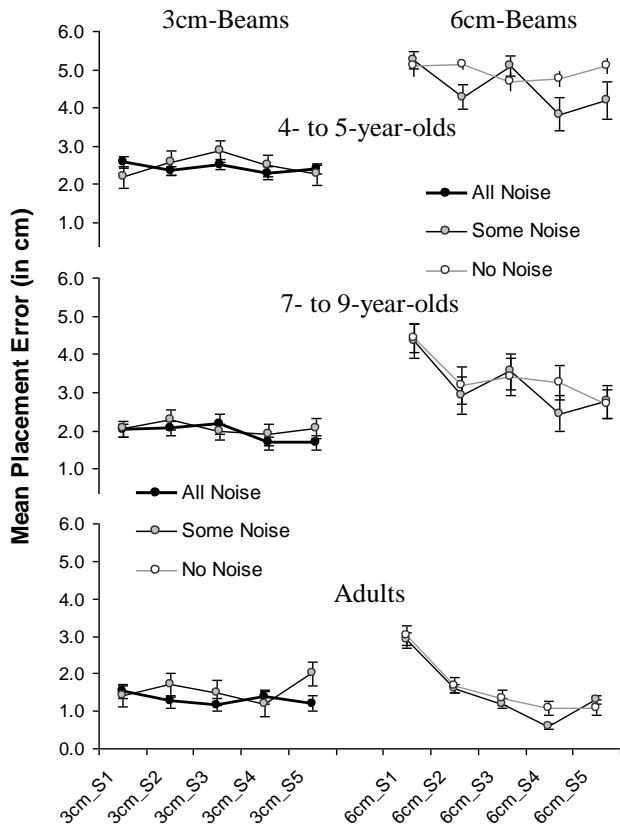 3cm-Beams 6cm-Beams
6.0
5.0
4.0
4- to 5-year-olds
3.0
2.0
All Noise
1.0
Some Noise
No Noise
6.0
7- to 9-year-olds
5.0
4.0
3.0
2.0
1.0
All Noise
Some Noise
6.0
No Noise
5.0
Adults
4.0
3.0
2.0
1.0
0.0
Mean Placement Error (in cm)
3cm_S1 3cm_S2 3cm_S3 3cm_S4 3cm_S5 6cm_S1 6cm_S2 6cm_S3 6cm_S4 6cm_S5